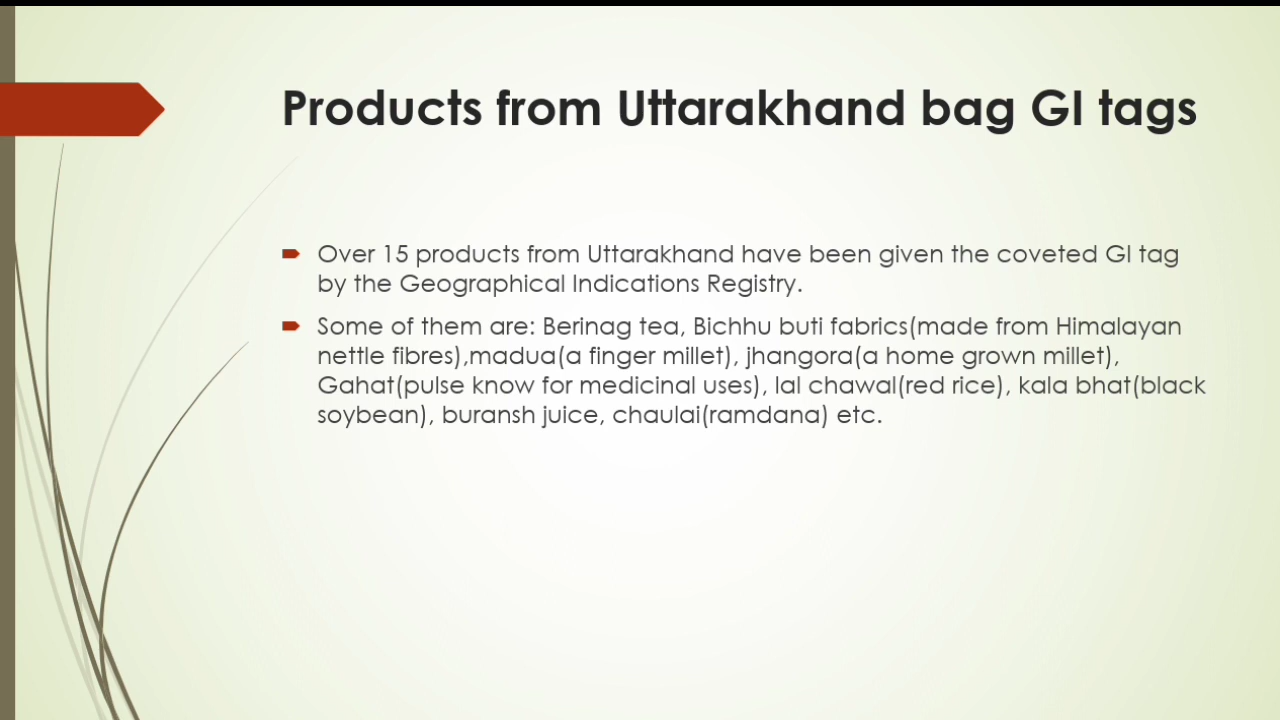 Products from Uttarakhand bag GI tags
Over 15 products from Uttarakhand have been given the coveted GI tag
by the Geographical Indications Registry.
Some of them are: Berinag tea, Bichhu buti fabrics(made from Himalayan
nettle fibres),madua(a finger millet), jhangora(a home grown millet),
Gahat(pulse know for medicinal uses), lal chawal(red rice), kala bhat(black
soybean), buransh juice, chaulai(ramdana) etc.